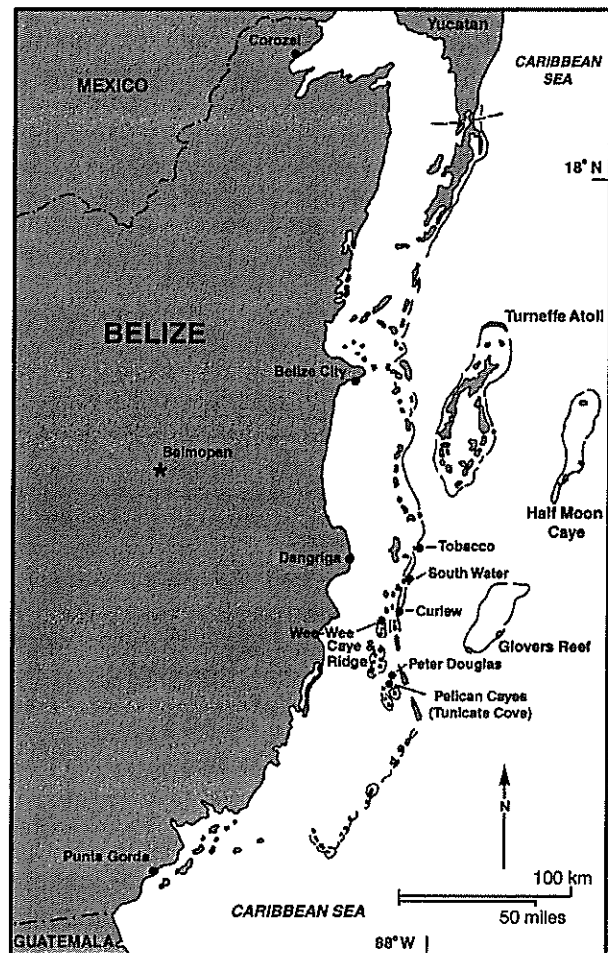 Yucatan
Corozal
CARIBBEAN
SEA
MEXICO
18° N
Turneffe Atoll
BELIZE
Belize City
Belmopan
Half Moon
Caye
Tobacco
Dangriga
South Water
Curlew
Wee-Wee
Caye
Ridge
Glovers Reef
Peter Douglas
Pelican Cayes
(Tunicate Cove)
N
Punta Gorda
100 km
50 miles
CARIBBEAN SEA
GUATEMALA
88° W